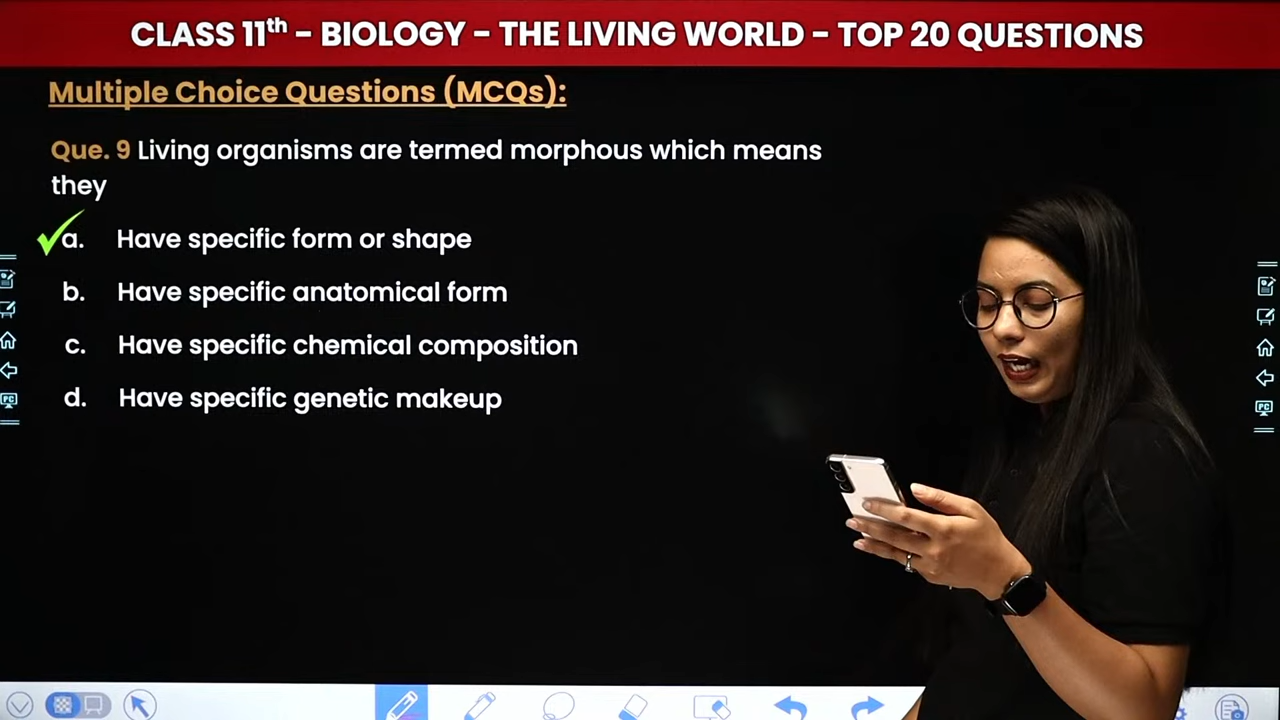 CLASS 11th - BIOLOGY - THE LIVING WORLD - TOP 20 QUESTIONS
Multiple Choice Questions (MCQs):
Que. 9 Living organisms are termed morphous which means
they
a. Have specific form or shape
b. Have specific anatomical form
c. Have specific chemical composition
d. Have specific genetic makeup
PC
PC